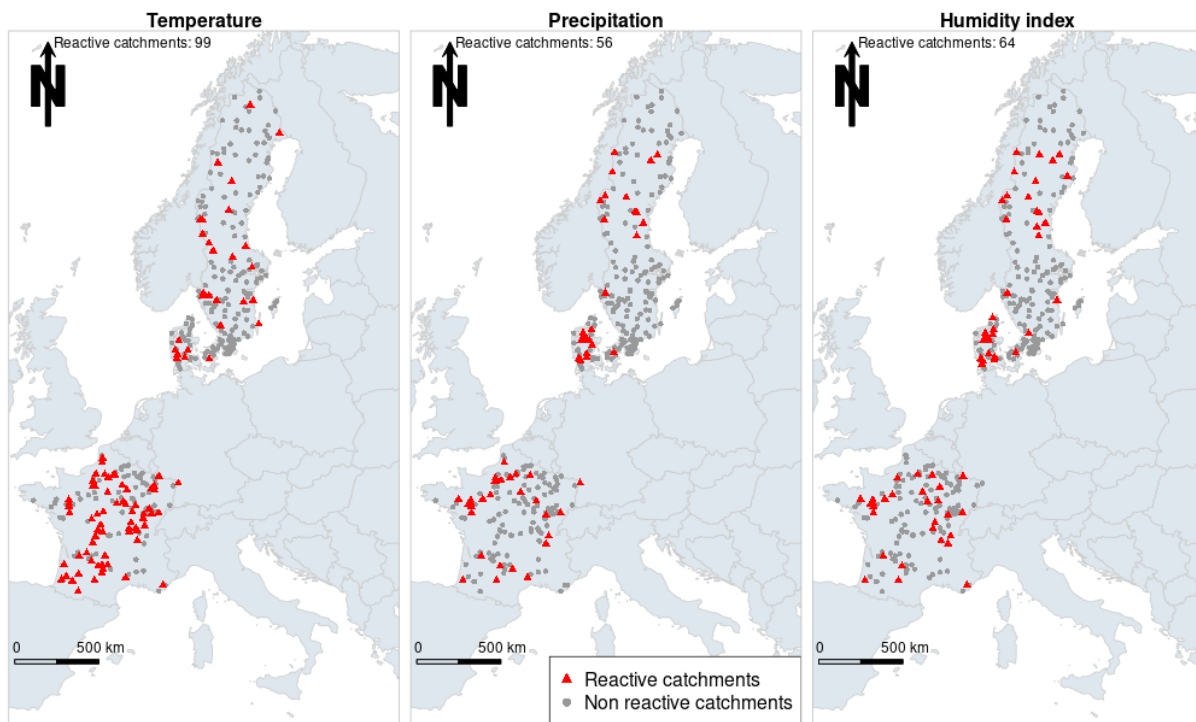 Temperature
Precipitation
Humidity index
Reactive catchments: 99
Reactive catchments: 56
Reactive catchments: 64
N
N
N
0 500 km
0 500 km
0 500 km
Reactive catchments
Non reactive catchments